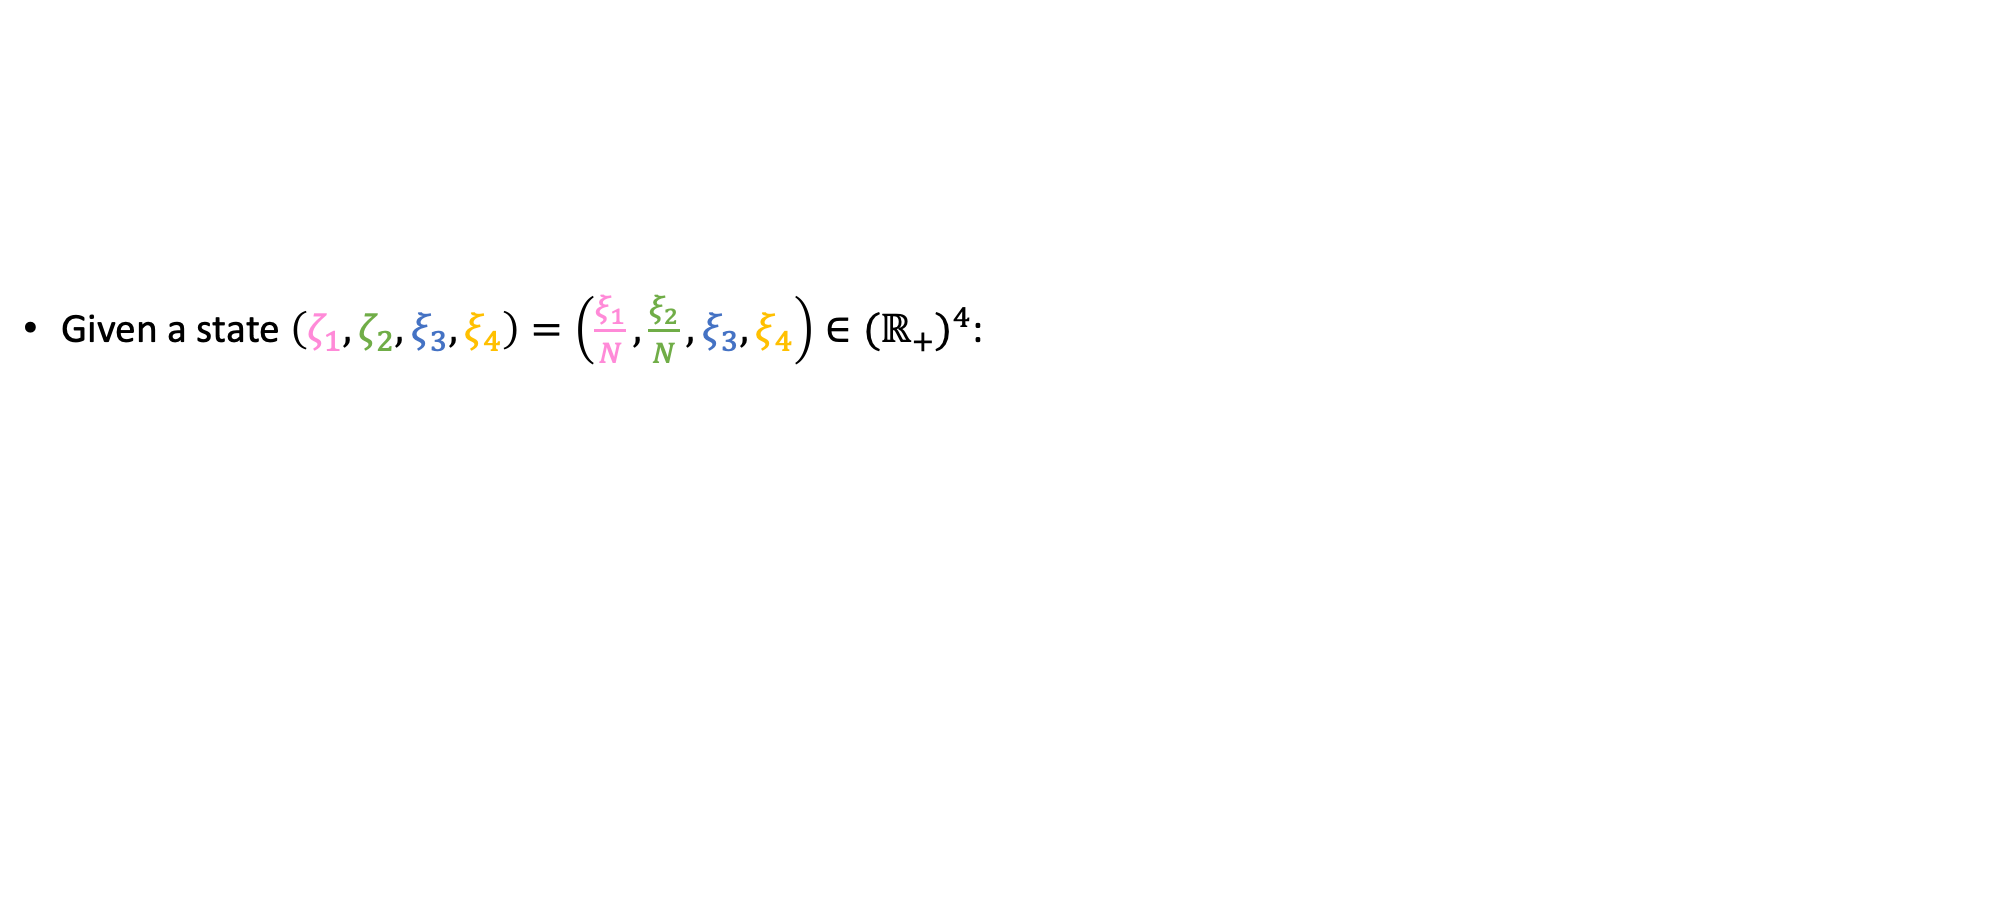 • Given a state (ζ₁, ζ₂, ξ₃, ξ₄) = (ξ₁/N, ξ₂/N, ξ₃, ξ₄) ∈ (ℝ₊)⁴: